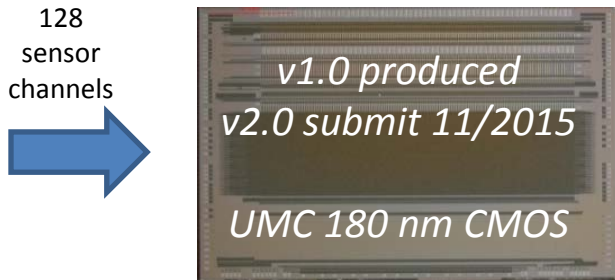 128
sensor
channels
v1.0 produced
v2.0 submit 11/2015
UMC 180 nm CMOS